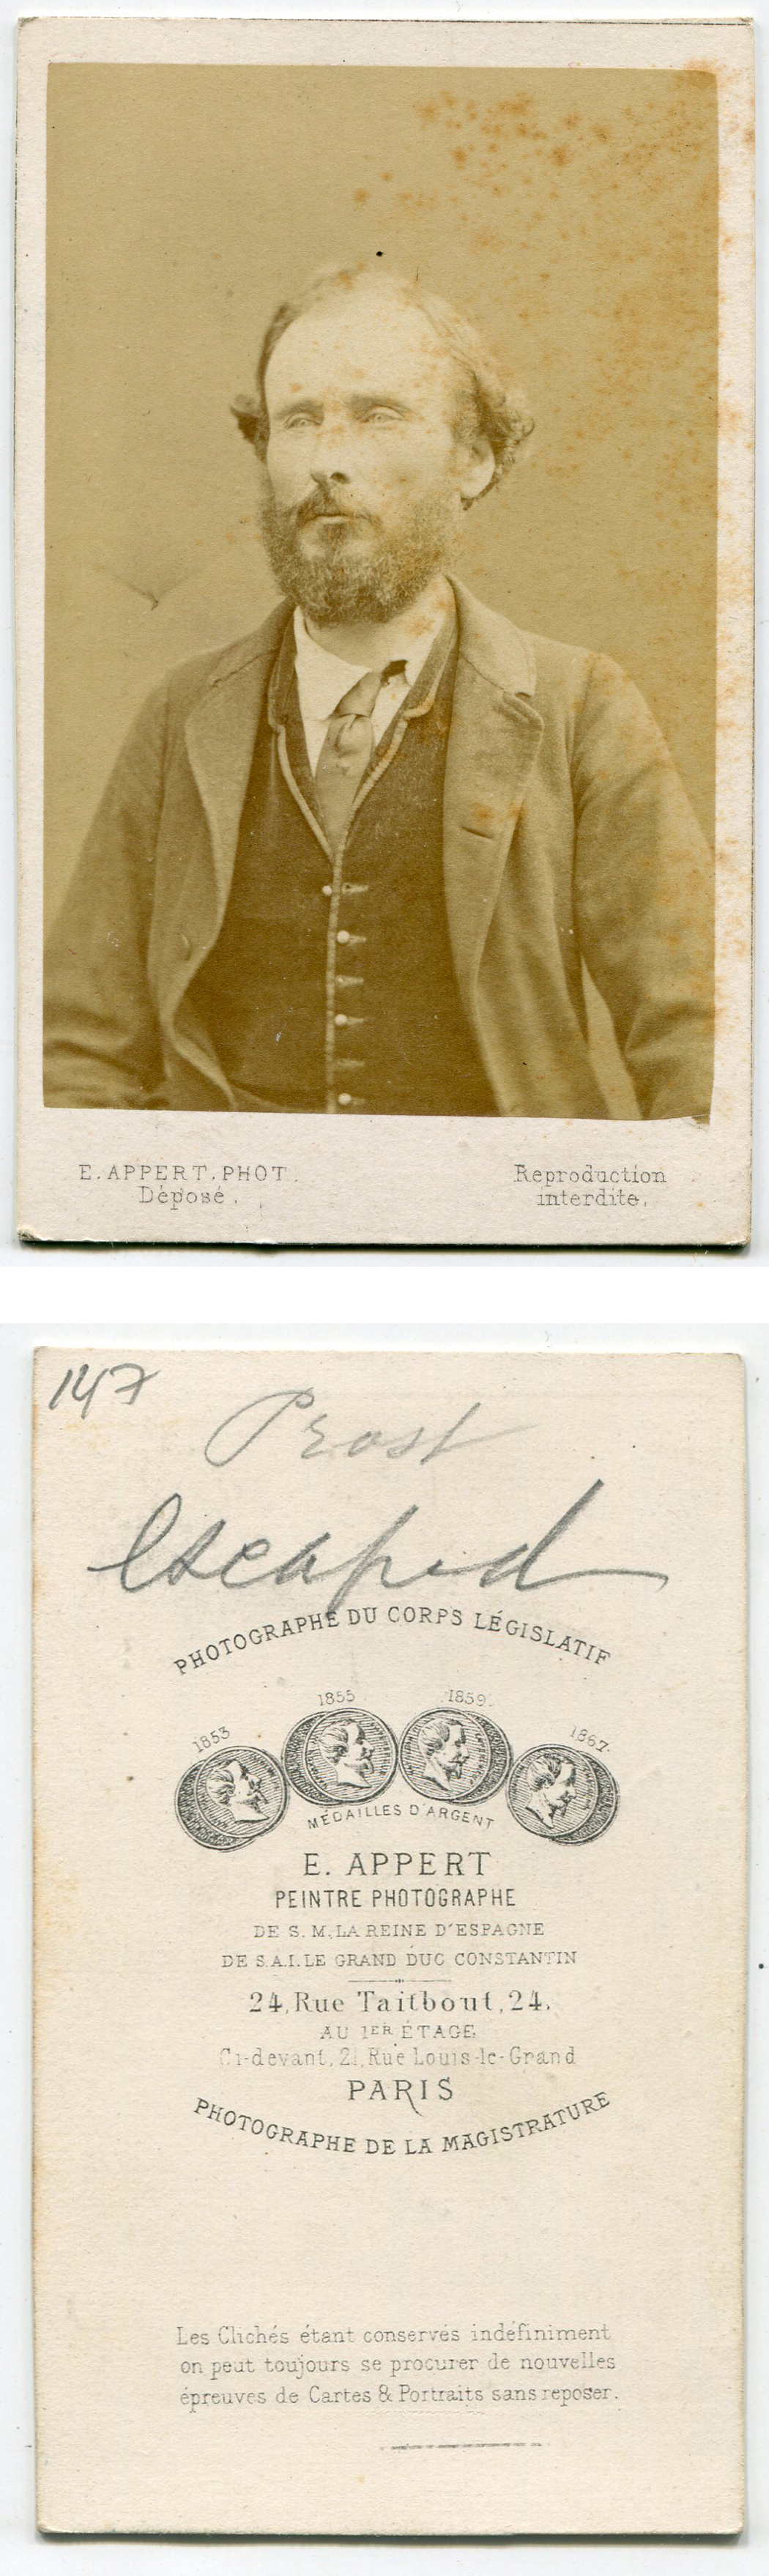 E. APPERT. PHOT.
Déposé.
Reproduction
interdite.
147
Prost
Escaped
PHOTOGRAPHE DU CORPS LÉGISLATIF
1853
1855
1859
1867
MÉDAILLES D'ARGENT
E. APPERT
PEINTRE PHOTOGRAPHE
DE S. M. LA REINE D'ESPAGNE
DE S.A.I. LE GRAND DUC CONSTANTIN
24, Rue Taitbout, 24.
AU 1ER ÉTAGE
Ci-devant, 21, Rue Louis-le-Grand
PARIS
PHOTOGRAPHE DE LA MAGISTRATURE
Les Clichés étant conservés indéfiniment
on peut toujours se procurer de nouvelles
épreuves de Cartes & Portraits sans reposer.